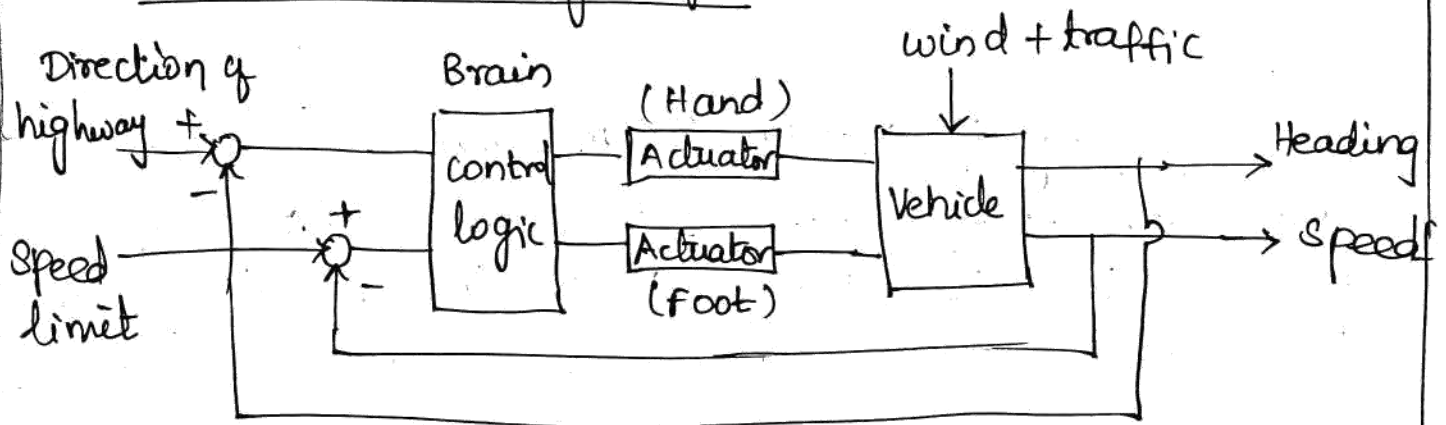 wind + traffic
Direction of
highway
+
-
Brain
control
logic
(Hand)
Actuator
Vehicle
Heading
Speed
limit
+
-
Actuator
(Foot)
Speed